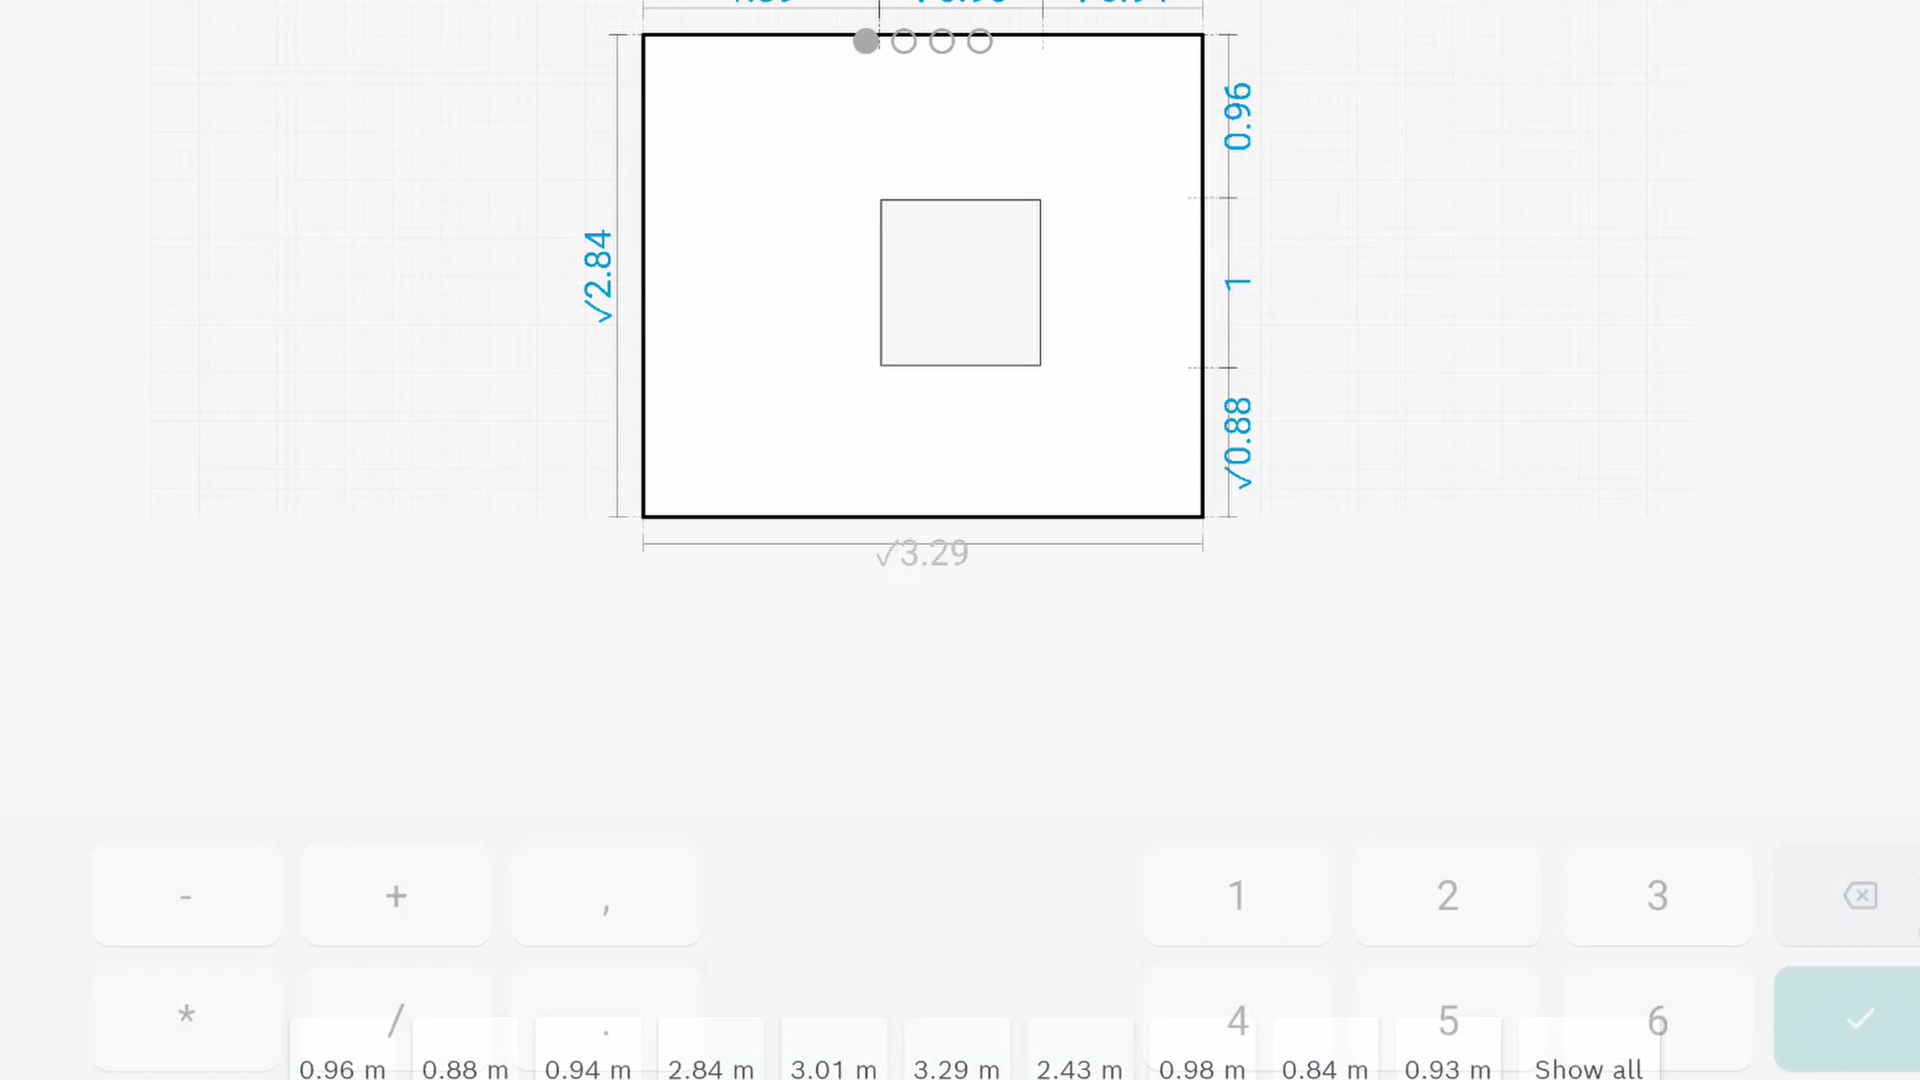 0.96
√2.84
1
√0.88
√3.29
- + , 1 2 3
* / . 4 5 6
0.96 m 0.88 m 0.94 m 2.84 m 3.01 m 3.29 m 2.43 m 0.98 m 0.84 m 0.93 m Show all